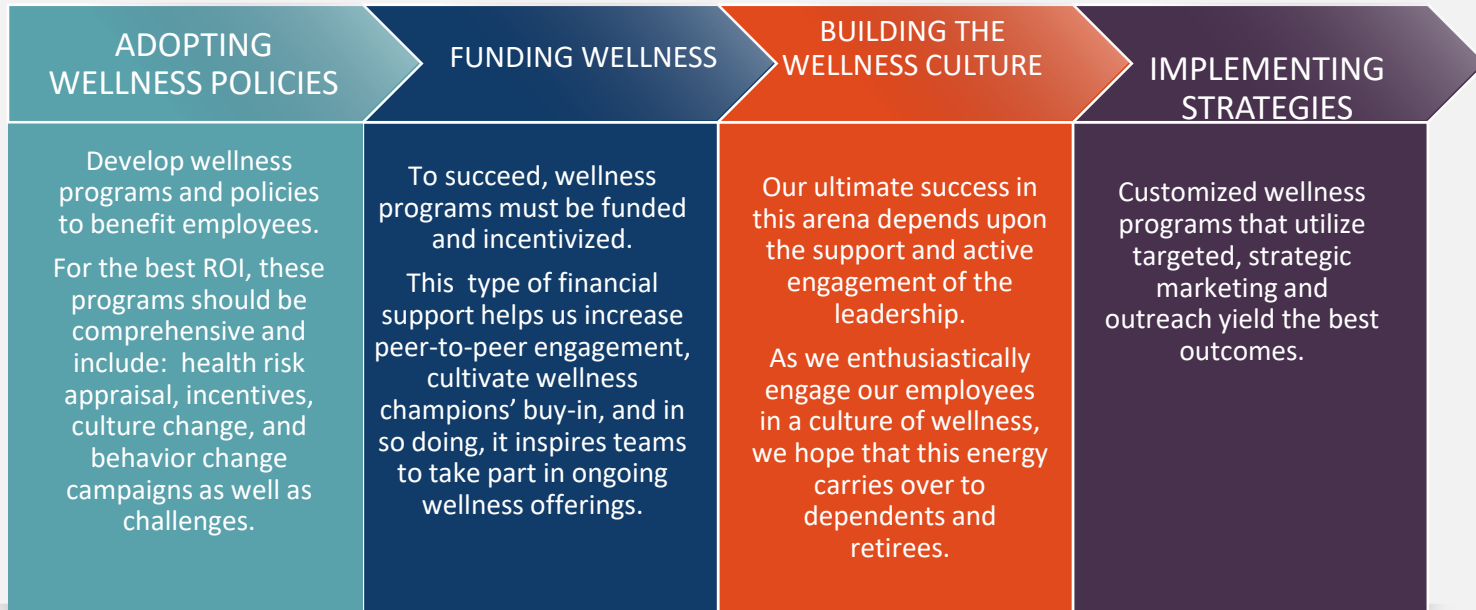 ADOPTING
WELLNESS POLICIES
Develop wellness
programs and policies
to benefit employees.
For the best ROI, these
programs should be
comprehensive and
include: health risk
appraisal, incentives,
culture change, and
behavior change
campaigns as well as
challenges.
FUNDING WELLNESS
To succeed, wellness
programs must be funded
and incentivized.
This type of financial
support helps us increase
peer-to-peer engagement,
cultivate wellness
champions’ buy-in, and in
so doing, it inspires teams
to take part in ongoing
wellness offerings.
BUILDING THE
WELLNESS CULTURE
Our ultimate success in
this arena depends upon
the support and active
engagement of the
leadership.
As we enthusiastically
engage our employees
in a culture of wellness,
we hope that this energy
carries over to
dependents and
retirees.
IMPLEMENTING
STRATEGIES
Customized wellness
programs that utilize
targeted, strategic
marketing and
outreach yield the best
outcomes.